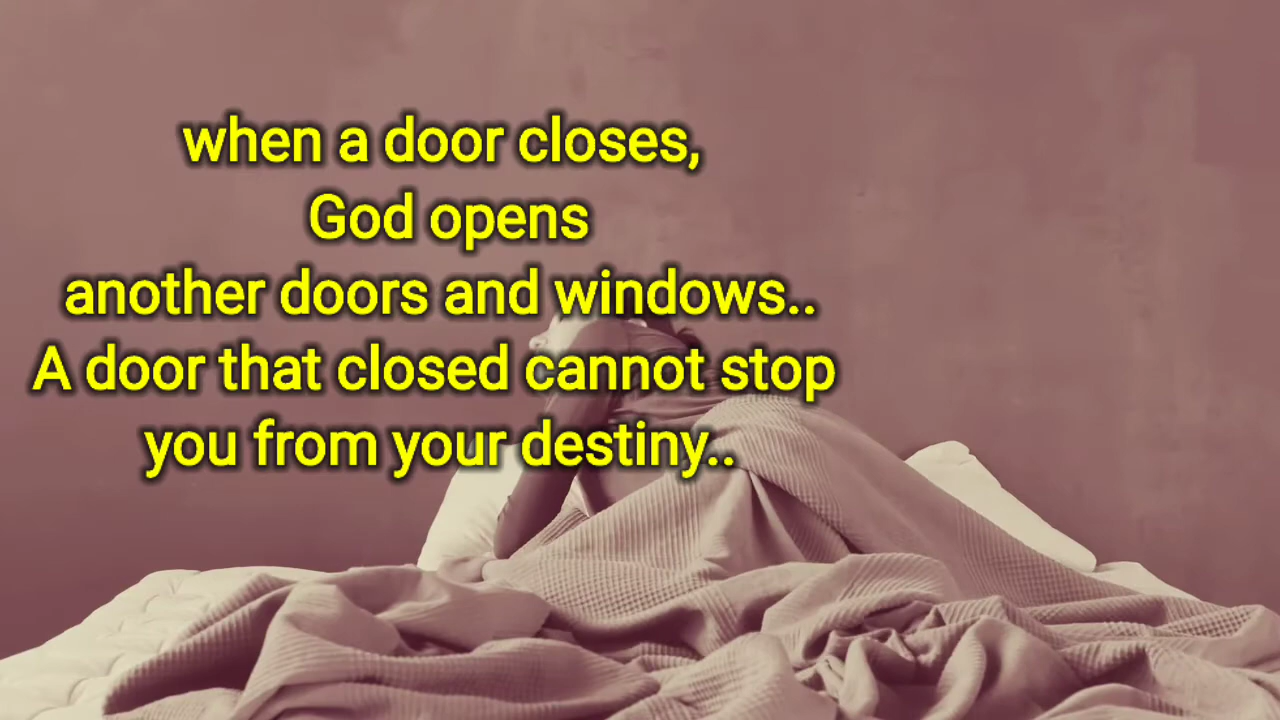 when a door closes,
God opens
another doors and windows..
A door that closed cannot stop
you from your destiny..